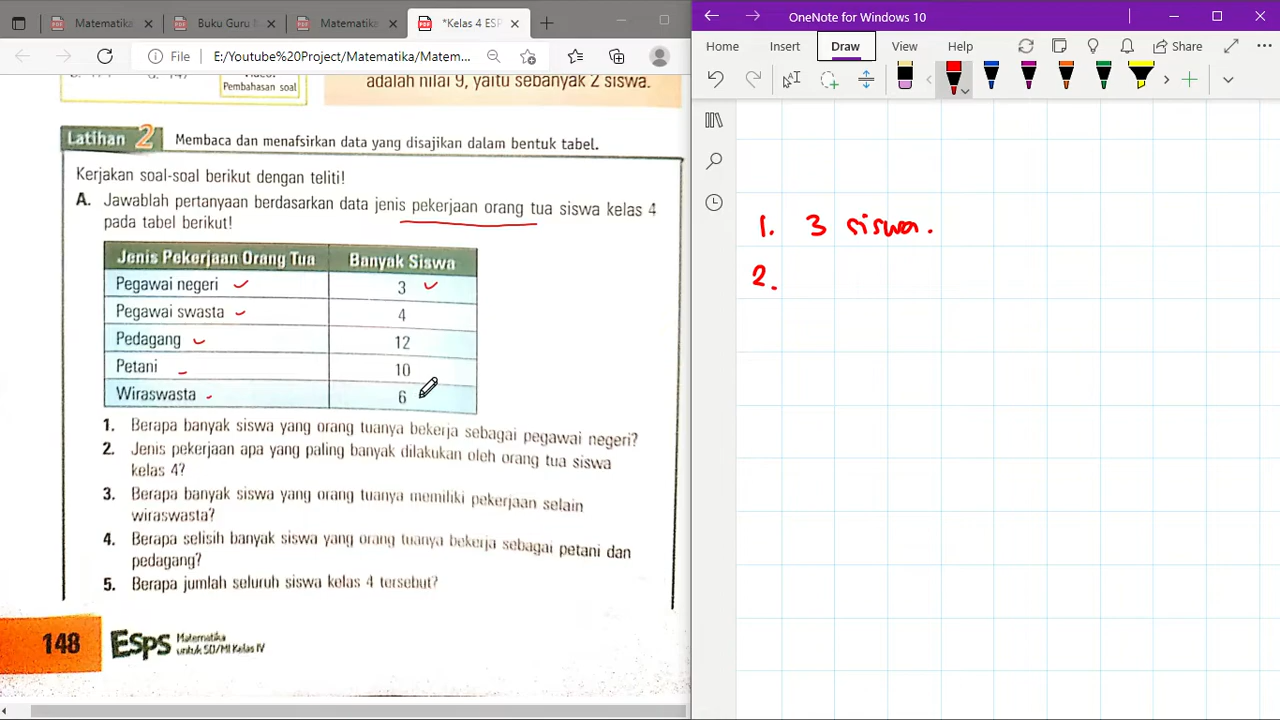 Matematika
Buku Guru M
Matematika
*Kelas 4 ESP
OneNote for Windows 10
File
E:/Youtube%20Project/Matematika/Matem...
Home
Insert
Draw
View
Help
Share
Video:
Pembahasan soal
adalah nilai 9, yaitu sebanyak 2 siswa.
Latihan 2
Membaca dan menafsirkan data yang disajikan dalam bentuk tabel.
Kerjakan soal-soal berikut dengan teliti!
A. Jawablah pertanyaan berdasarkan data jenis pekerjaan orang tua siswa kelas 4
pada tabel berikut!
Jenis Pekerjaan Orang Tua Banyak Siswa
Pegawai negeri 3
Pegawai swasta 4
Pedagang 12
Petani 10
Wiraswasta 6
1. Berapa banyak siswa yang orang tuanya bekerja sebagai pegawai negeri?
2. Jenis pekerjaan apa yang paling banyak dilakukan oleh orang tua siswa
kelas 4?
3. Berapa banyak siswa yang orang tuanya memiliki pekerjaan selain
wiraswasta?
4. Berapa selisih banyak siswa yang orang tuanya bekerja sebagai petani dan
pedagang?
5. Berapa jumlah seluruh siswa kelas 4 tersebut?
148
Esps
Matematika
untuk SD/MI Kelas IV
1. 3 siswa.
2.